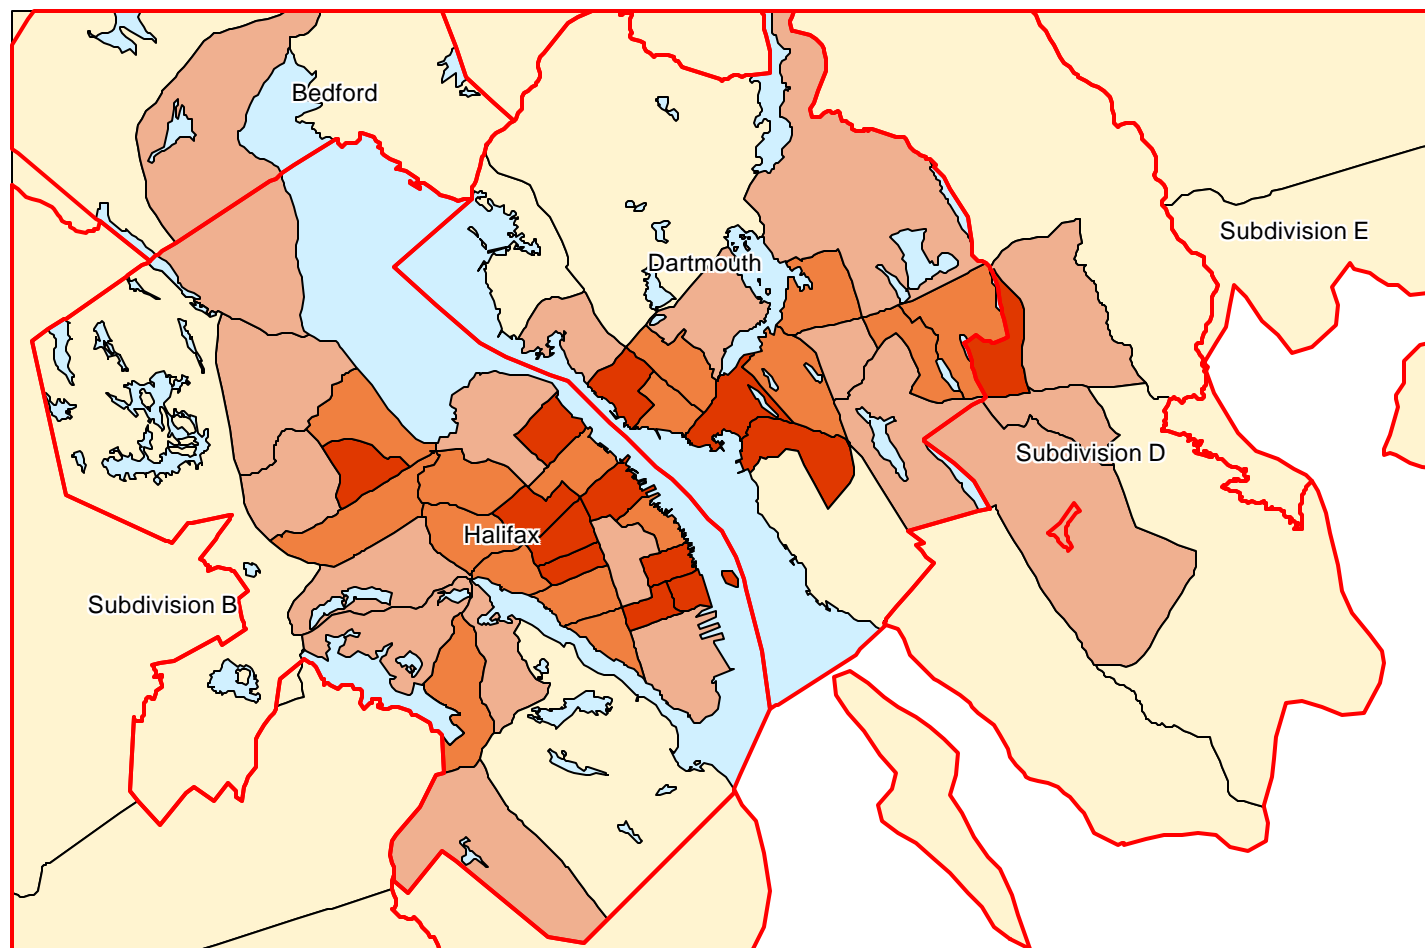 Bedford
Subdivision E
Dartmouth
Subdivision D
Halifax
Subdivision B